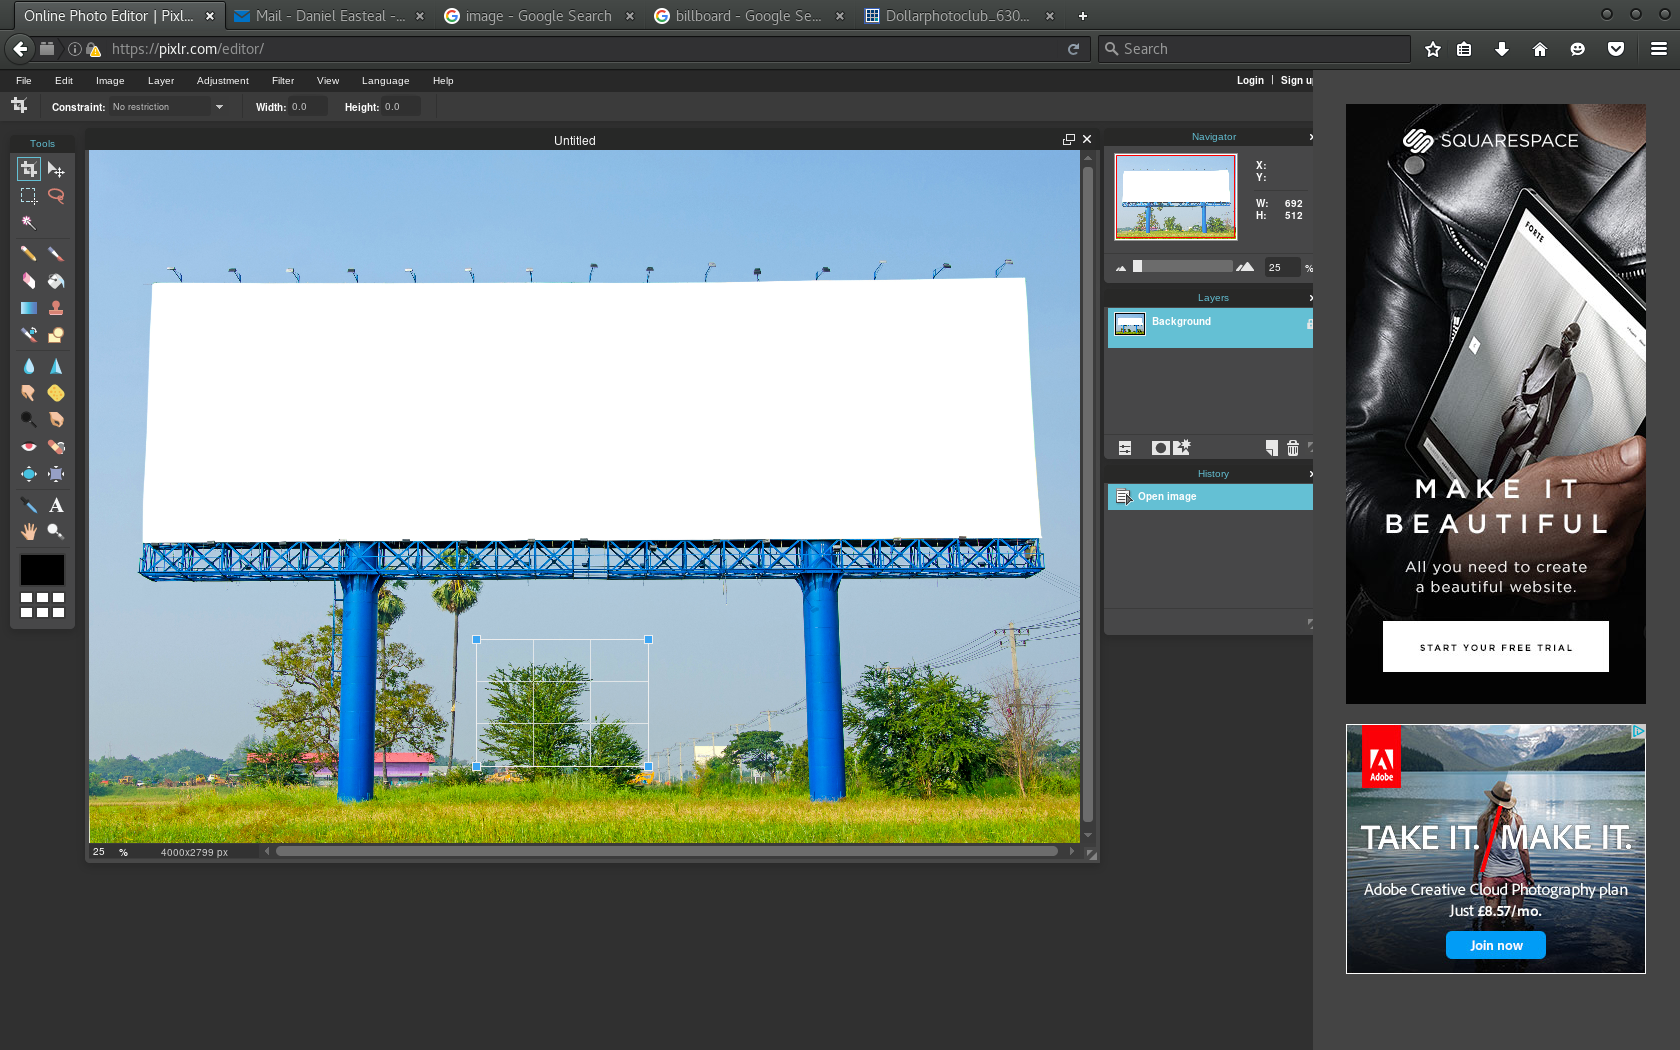 Online Photo Editor | Pixl...
Mail - Daniel Easteal -...
image - Google Search
billboard - Google Se...
Dollarphotoclub_630...
https://pixlr.com/editor/
Search
File Edit Image Layer Adjustment Filter View Language Help
Login | Sign u
Constraint: No restriction Width: 0.0 Height: 0.0
Tools
Untitled
A
25 % 4000x2799 px
Navigator
X:
Y:
W: 692
H: 512
25 %
Layers
Background
History
Open image
SQUARESPACE
FORTE
MAKE IT
BEAUTIFUL
All you need to create
a beautiful website.
START YOUR FREE TRIAL
Adobe
TAKE IT. MAKE IT.
Adobe Creative Cloud Photography plan
Just £8.57/mo.
Join now